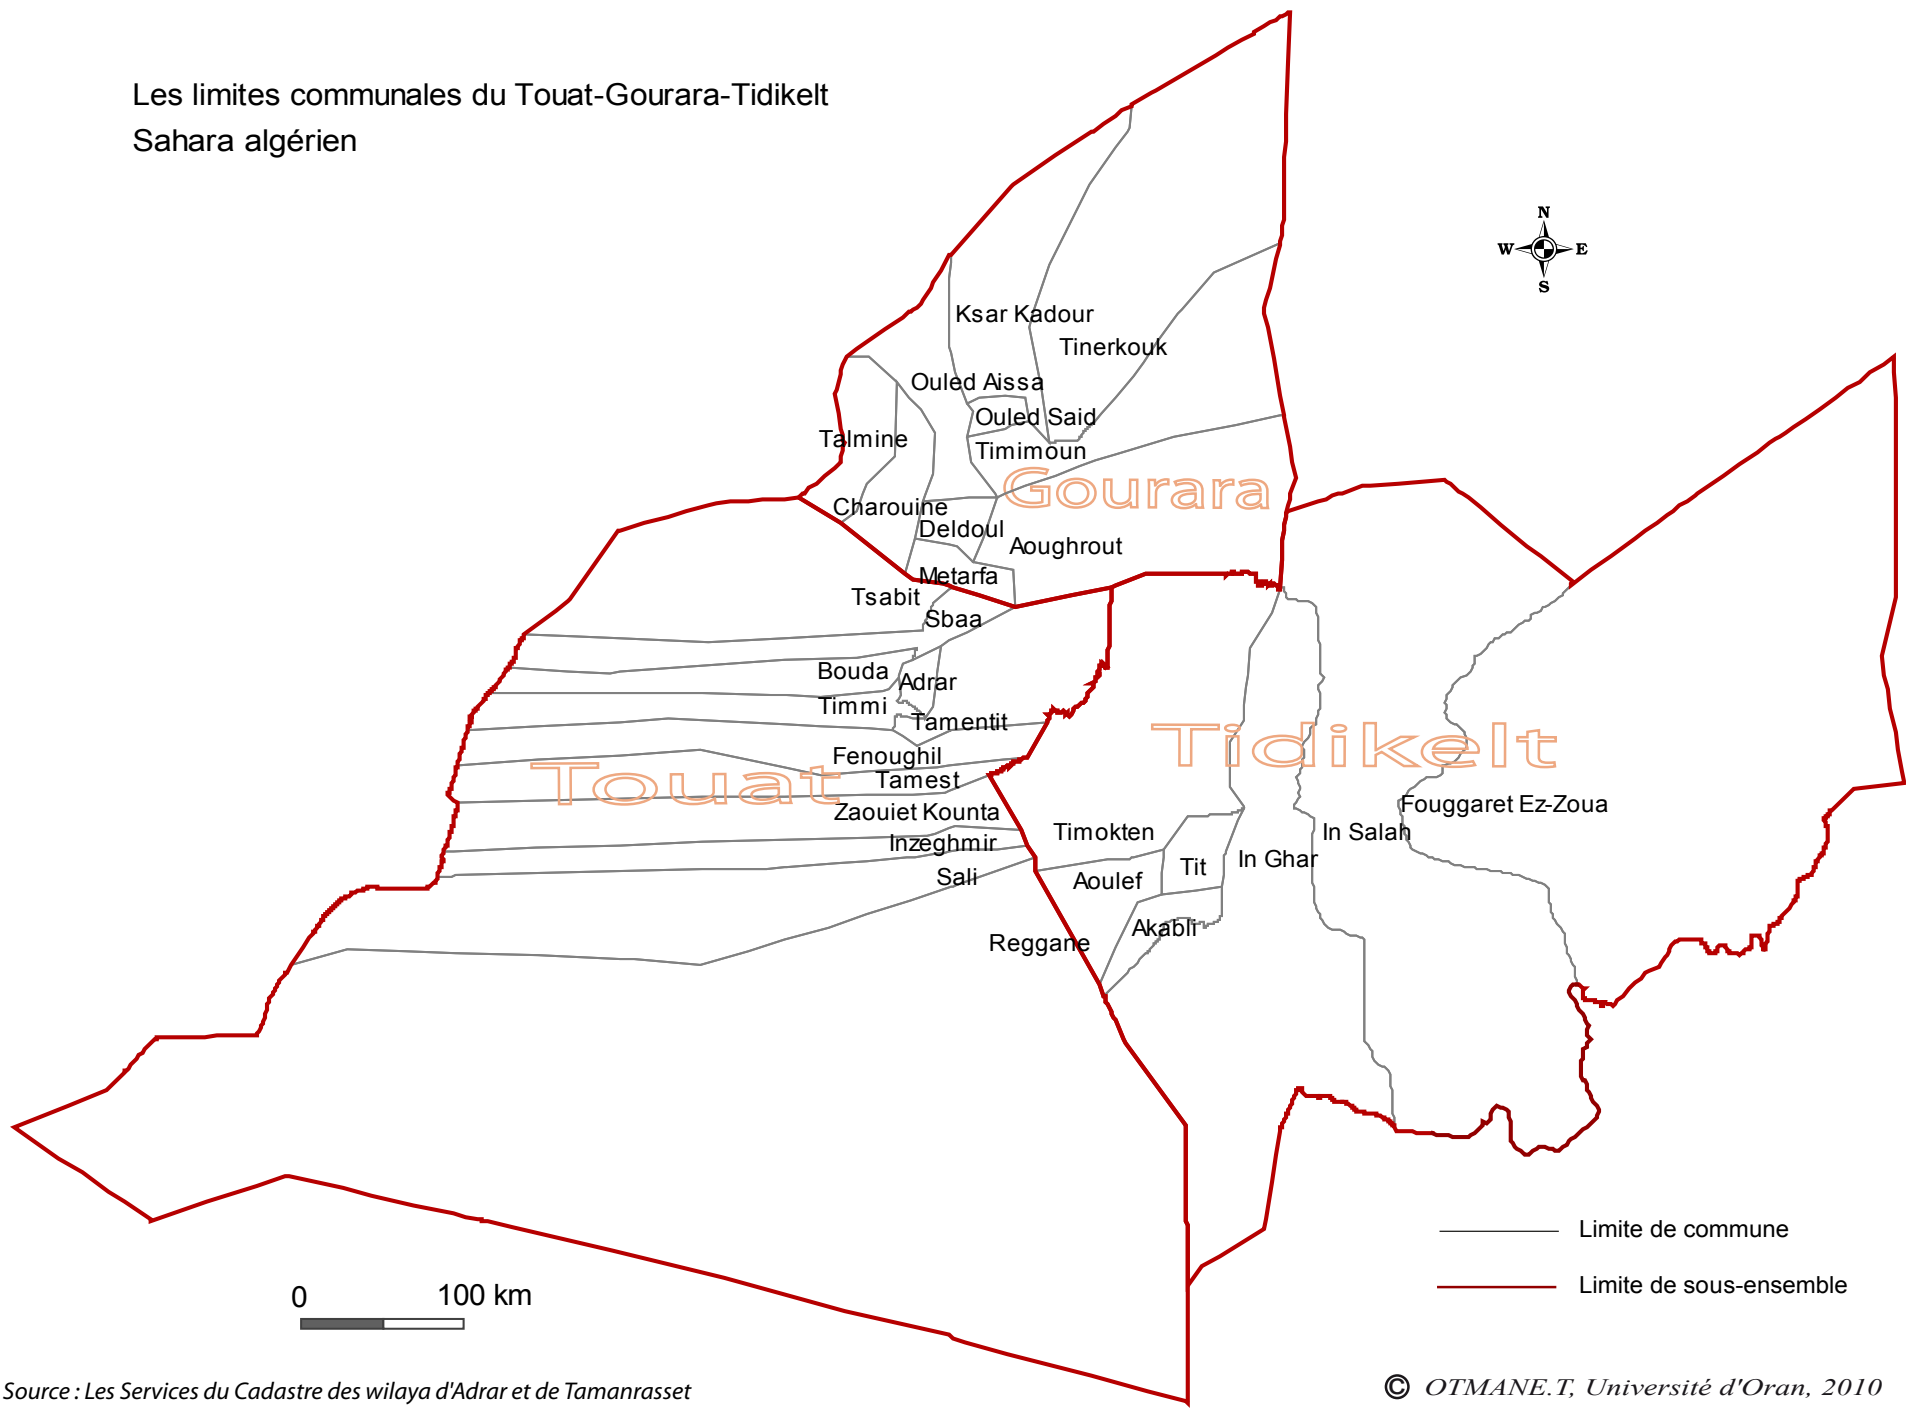 Les limites communales du Touat-Gourara-Tidikelt
Sahara algérien
N
W E
S
Ksar Kadour
Tinerkouk
Ouled Aissa
Ouled Said
Talmine
Timimoun
Gourara
Charouine
Deldoul
Aoughrout
Metarfa
Tsabit
Sbaa
Bouda
Adrar
Timmi
Tamentit
Tidikelt
Fenoughil
Touat
Tamest
Fouggaret Ez-Zoua
Zaouiet Kounta
Timokten
In Salah
Inzeghmir
In Ghar
Tit
Sali
Aoulef
Akabli
Reggane
Limite de commune
Limite de sous-ensemble
0 100 km
Source : Les Services du Cadastre des wilaya d'Adrar et de Tamanrasset
© OTMANE.T, Université d'Oran, 2010